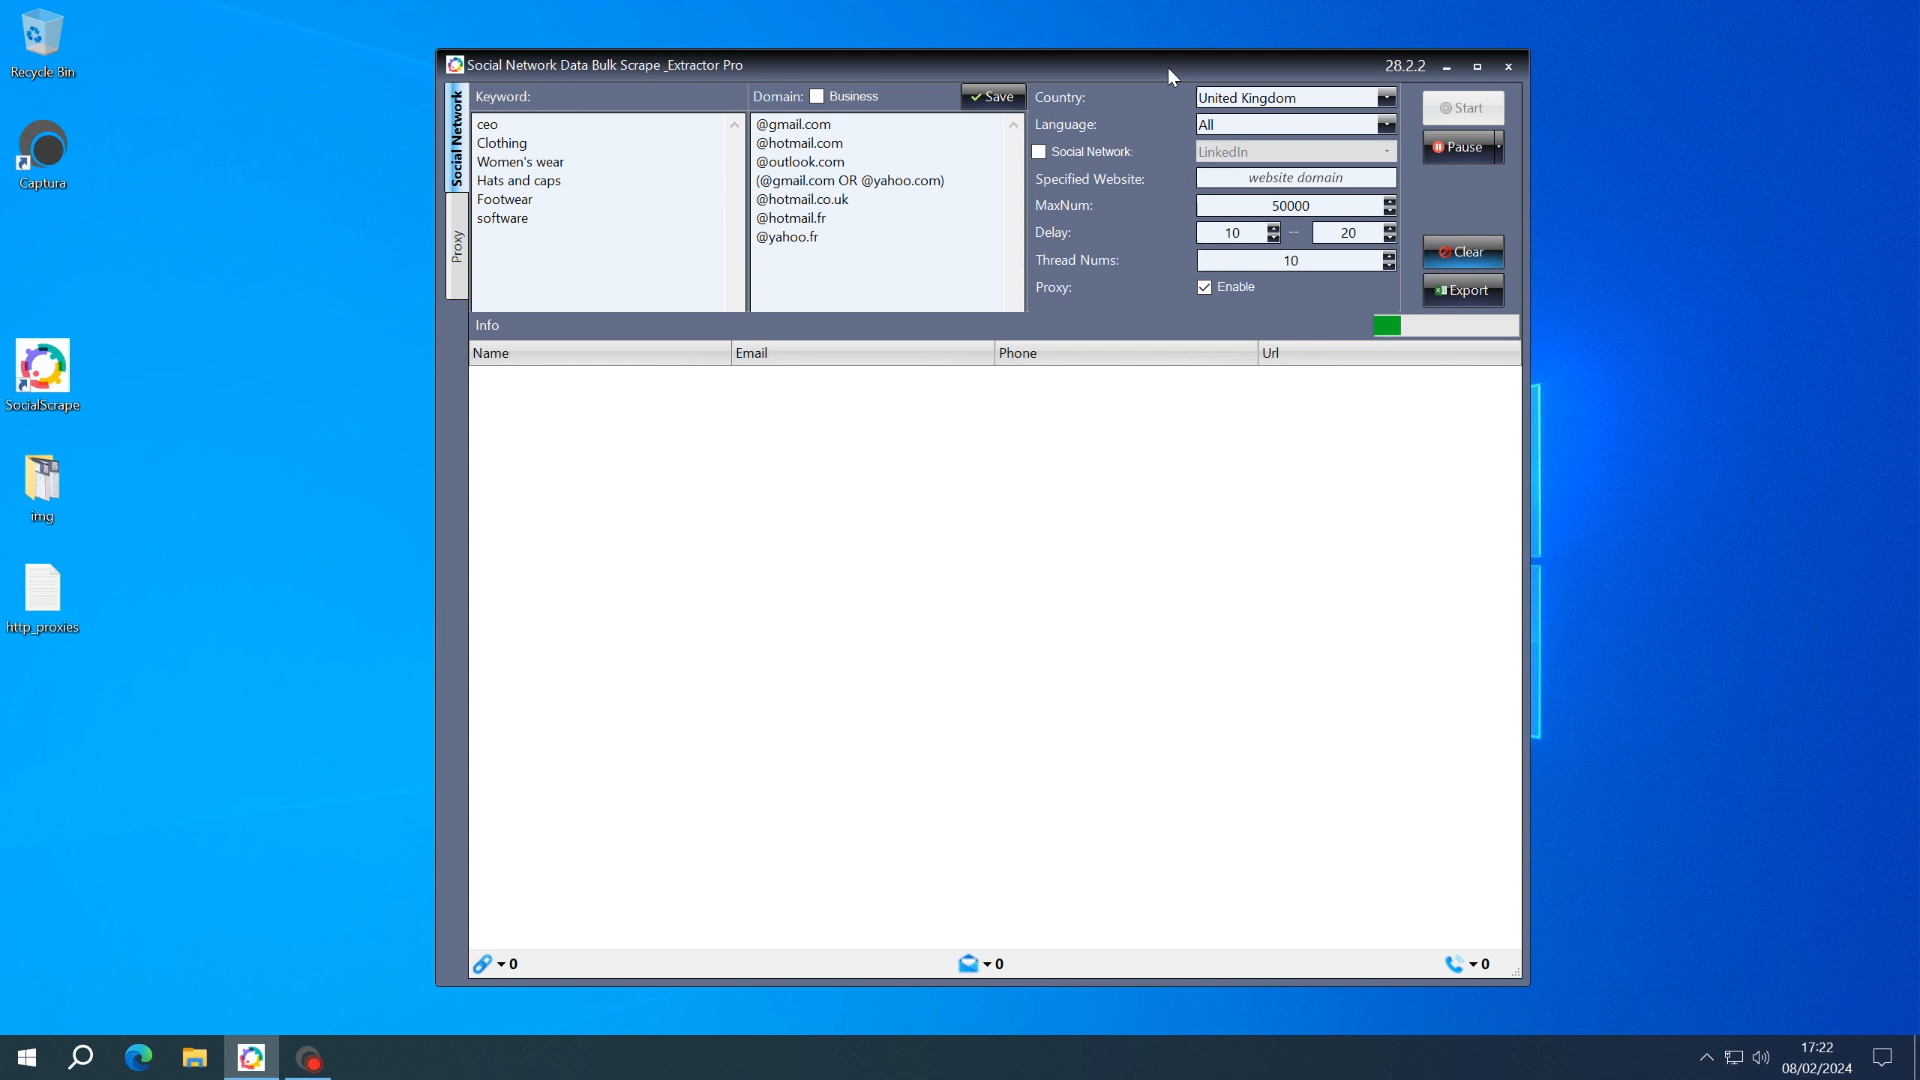 Recycle Bin
Captura
SocialScrape
img
http_proxies
Social Network Data Bulk Scrape _Extractor Pro
28.2.2
Social Network
Proxy
Keyword:
ceo
Clothing
Women's wear
Hats and caps
Footwear
software
Domain: Business
Save
@gmail.com
@hotmail.com
@outlook.com
(@gmail.com OR @yahoo.com)
@hotmail.co.uk
@hotmail.fr
@yahoo.fr
Country: United Kingdom
Language: All
Social Network: LinkedIn
Specified Website: website domain
MaxNum: 50000
Delay: 10 -- 20
Thread Nums: 10
Proxy: Enable
Start
Pause
Clear
Export
Info
Name Email Phone Url
0 0 0
17:22
08/02/2024